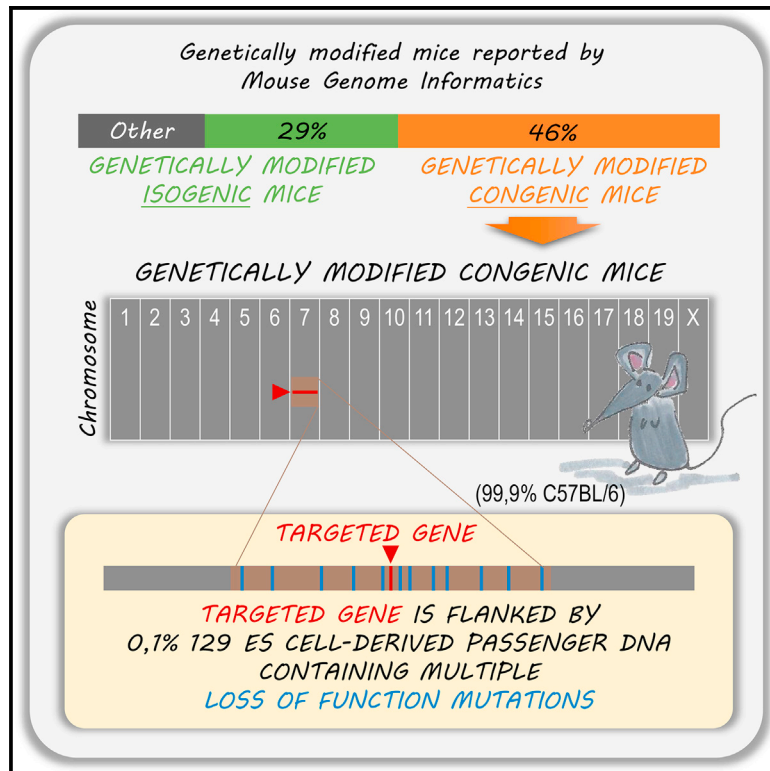 Genetically modified mice reported by
Mouse Genome Informatics
Other 29% 46%
GENETICALLY MODIFIED
ISOGENIC MICE
GENETICALLY MODIFIED
CONGENIC MICE
GENETICALLY MODIFIED CONGENIC MICE
Chromosome
1 2 3 4 5 6 7 8 9 10 11 12 13 14 15 16 17 18 19 X
(99,9% C57BL/6)
TARGETED GENE
TARGETED GENE IS FLANKED BY
0,1% 129 ES CELL-DERIVED PASSENGER DNA
CONTAINING MULTIPLE
LOSS OF FUNCTION MUTATIONS